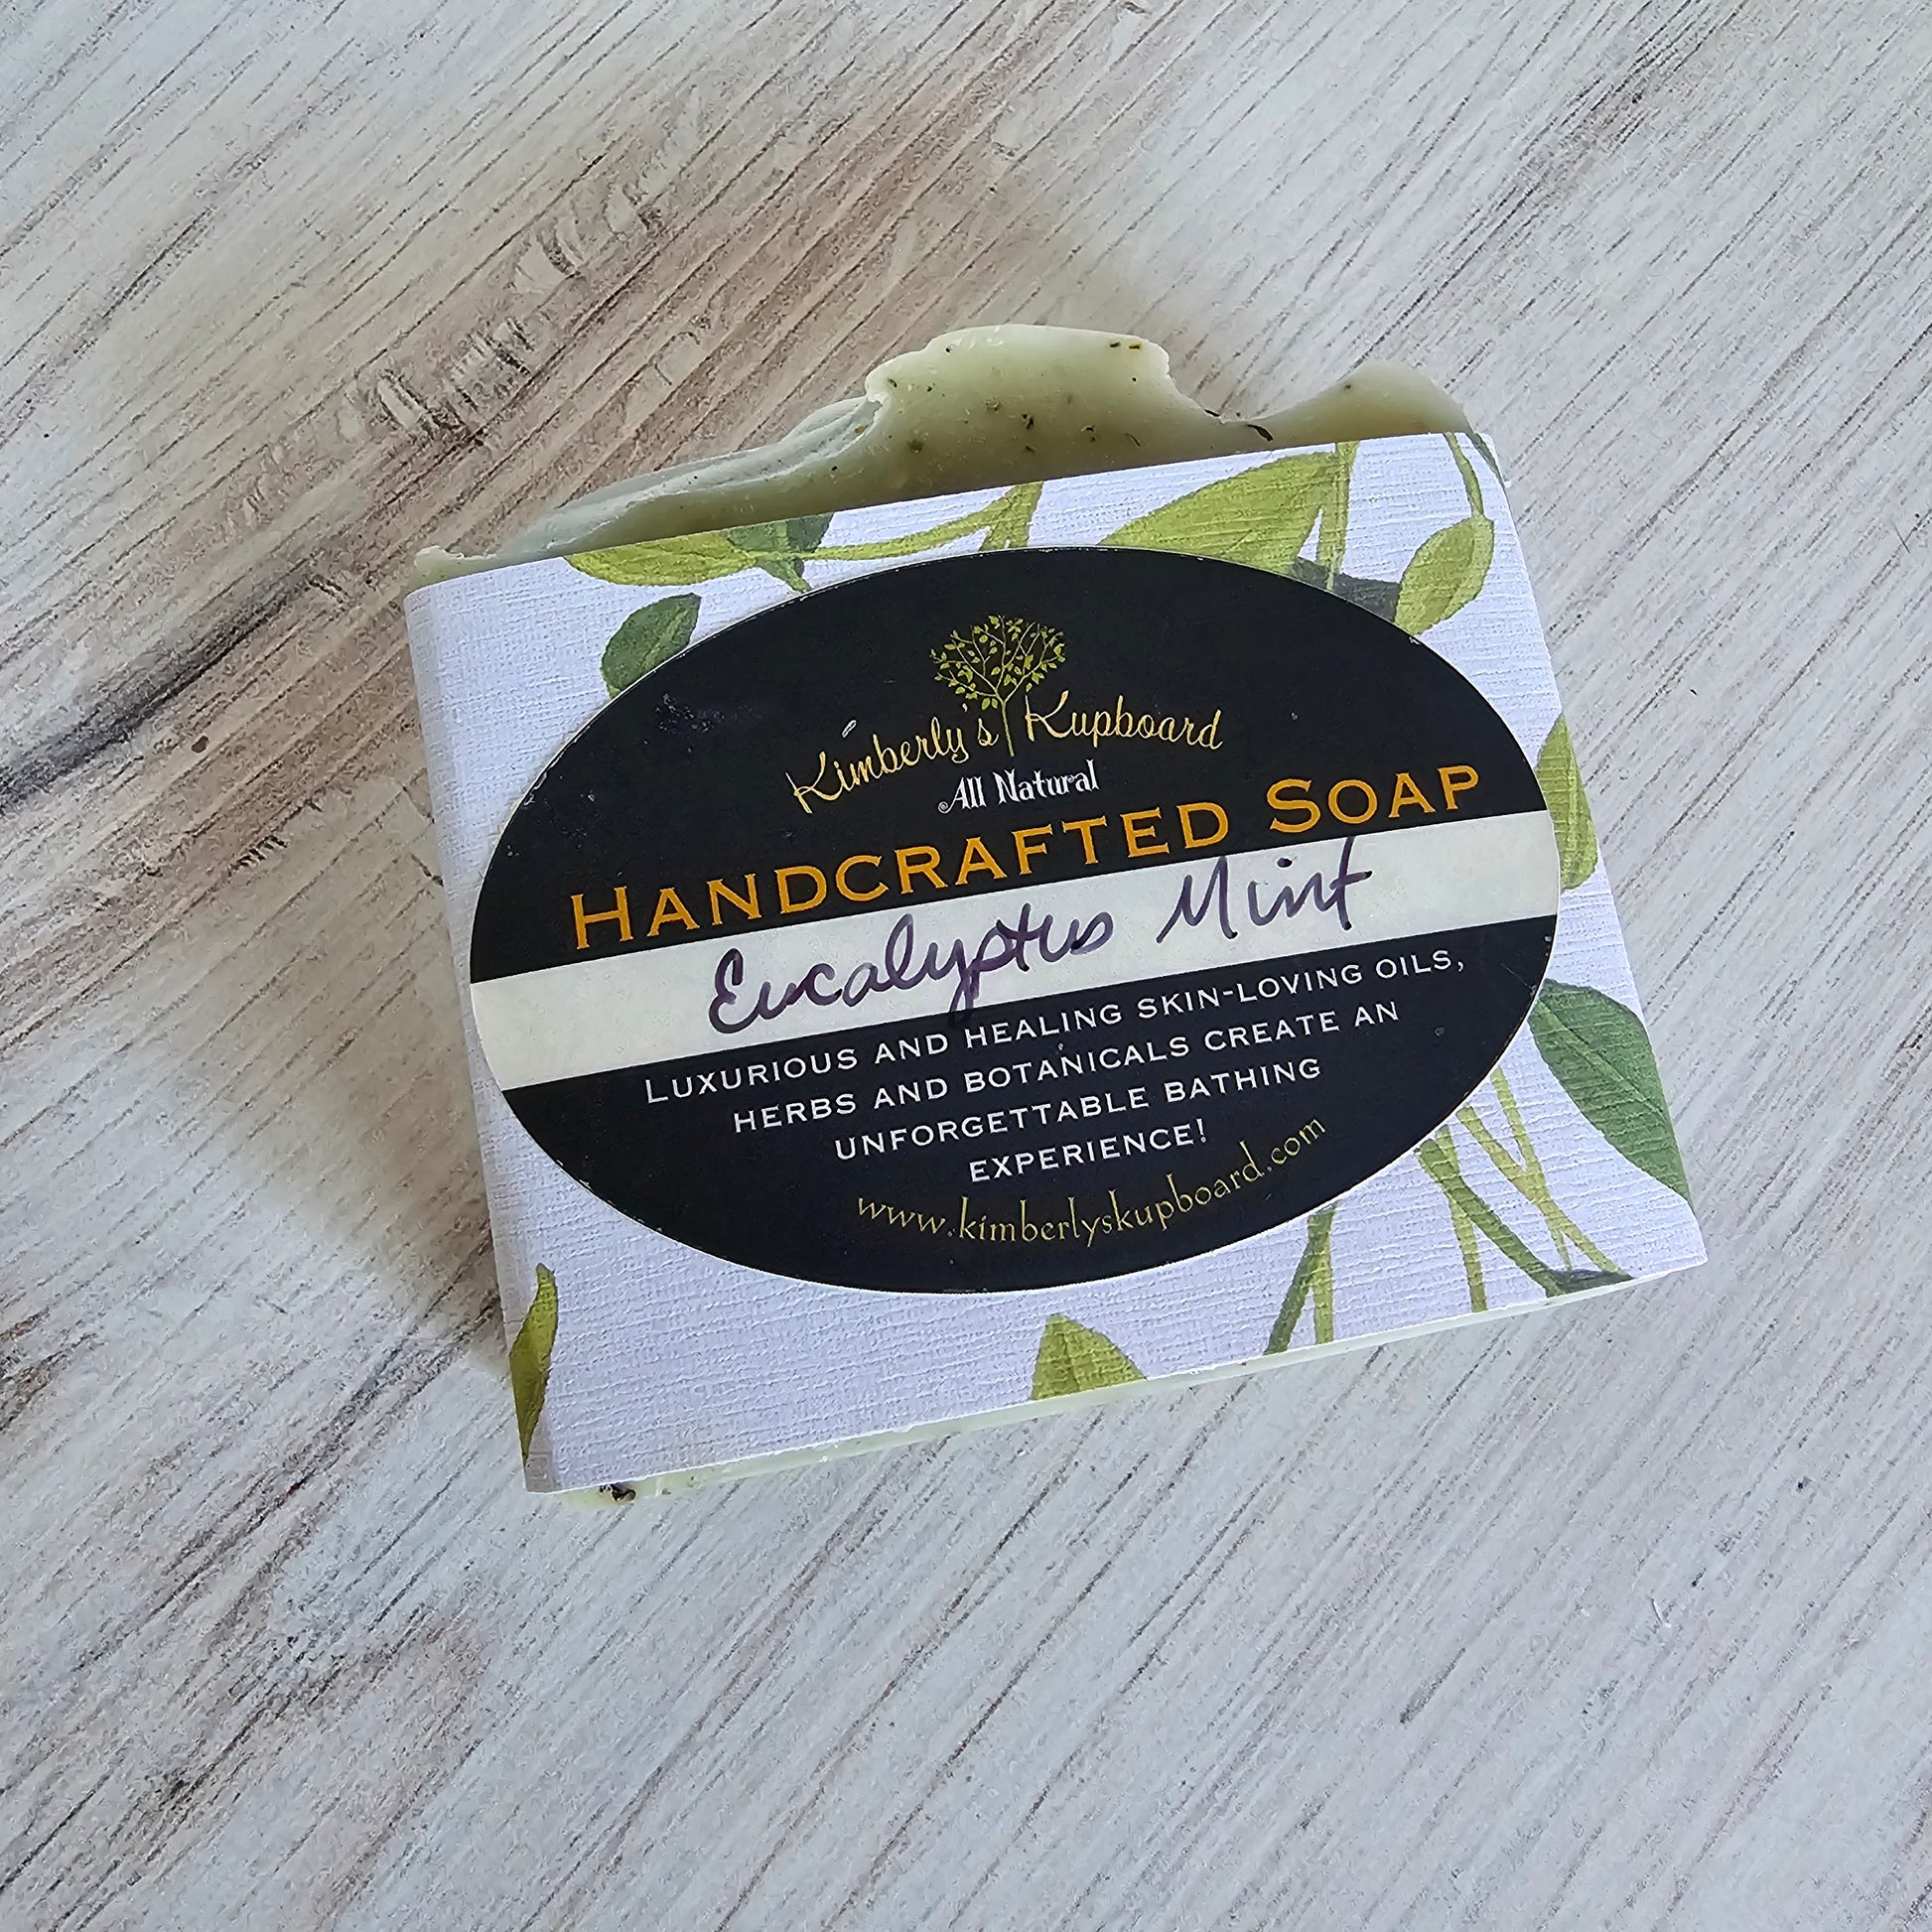 Kimberly's Kupboard
All Natural
HANDCRAFTED SOAP
Eucalyptus Mint
LUXURIOUS AND HEALING SKIN-LOVING OILS,
HERBS AND BOTANICALS CREATE AN
UNFORGETTABLE BATHING
EXPERIENCE!
www.kimberlyskupboard.com